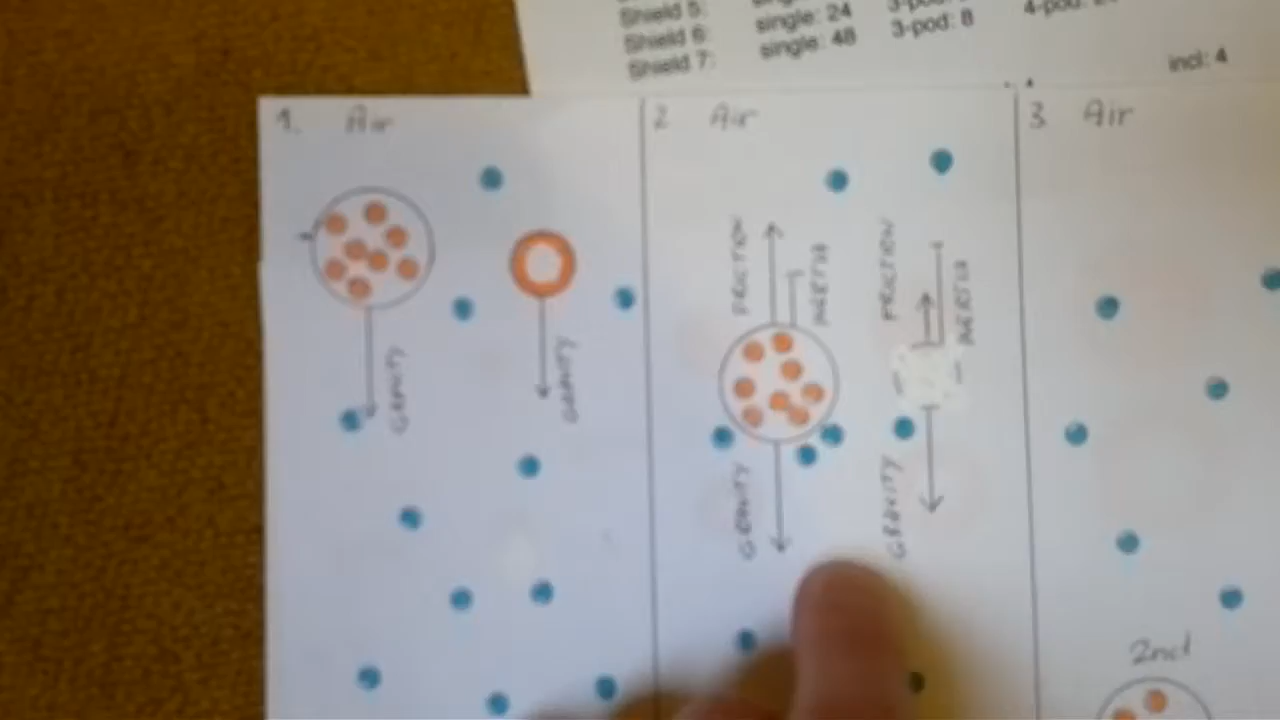 Shield 5:
Shield 6: single: 24
Shield 7: single: 48 3-pod: 8
incl: 4
1. Air
2 Air
3 Air
GRAVITY
GRAVITY
FRICTION
INERTIA
FRICTION
INERTIA
GRAVITY
GRAVITY
2nd